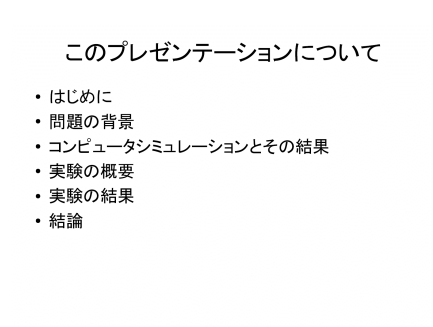 このプレゼンテーションについて
• はじめに
• 問題の背景
• コンピュータシミュレーションとその結果
• 実験の概要
• 実験の結果
• 結論